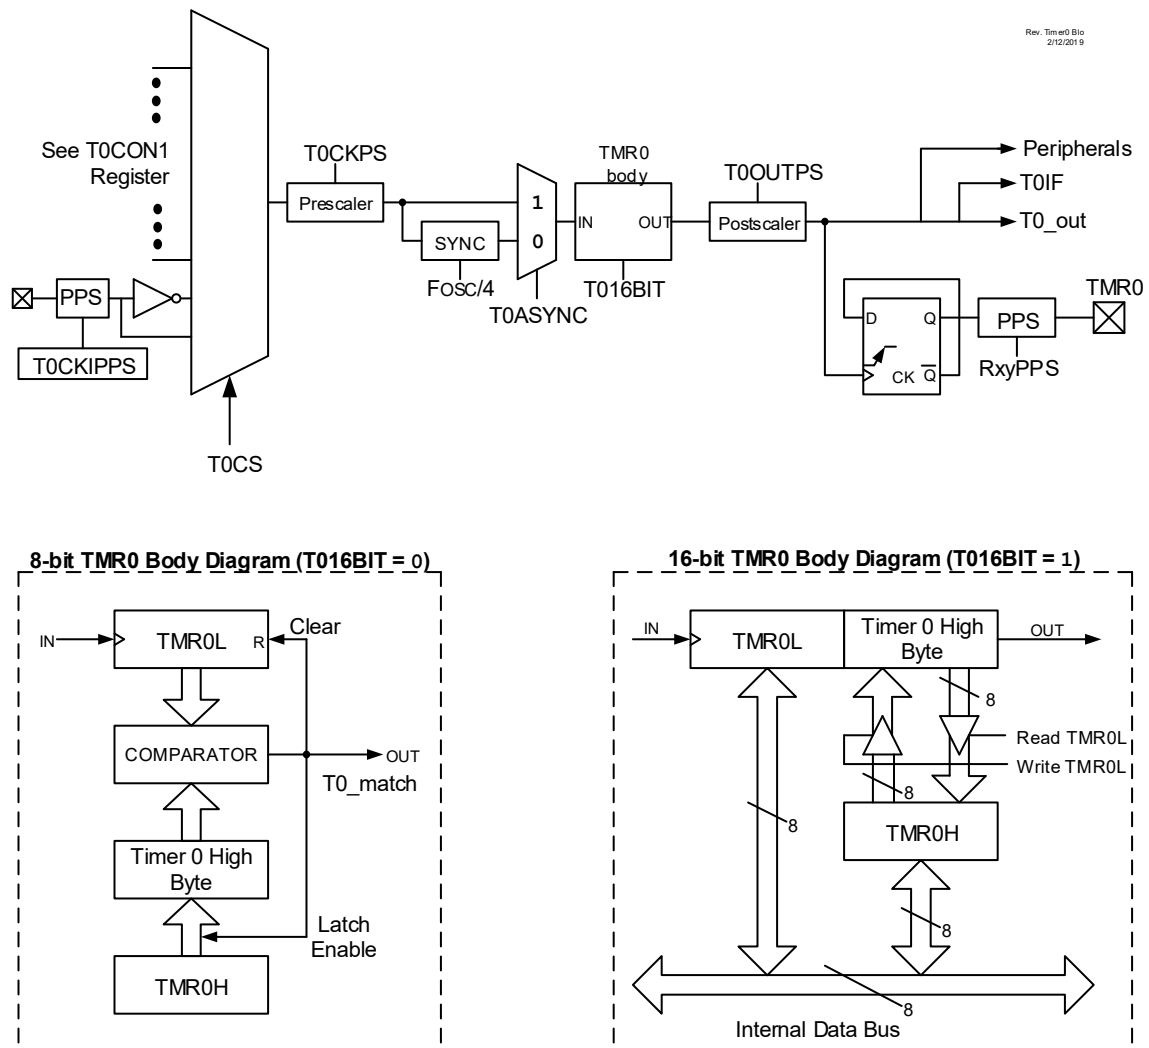 Rev. Timer0 Blo
2/12/2019
See T0CON1
Register
T0CKPS
Prescaler
SYNC
FOSC/4
1
0
T0ASYNC
TMR0
body
IN
OUT
T016BIT
T0OUTPS
Postscaler
Peripherals
T0IF
T0_out
PPS
T0CKIPPS
T0CS
D
Q
CK
Q
PPS
RxyPPS
TMR0
8-bit TMR0 Body Diagram (T016BIT = 0)
IN
TMR0L
R
Clear
COMPARATOR
OUT
T0_match
Timer 0 High
Byte
Latch
Enable
TMR0H
16-bit TMR0 Body Diagram (T016BIT = 1)
IN
TMR0L
Timer 0 High
Byte
OUT
8
Read TMR0L
Write TMR0L
8
8
TMR0H
8
8
Internal Data Bus